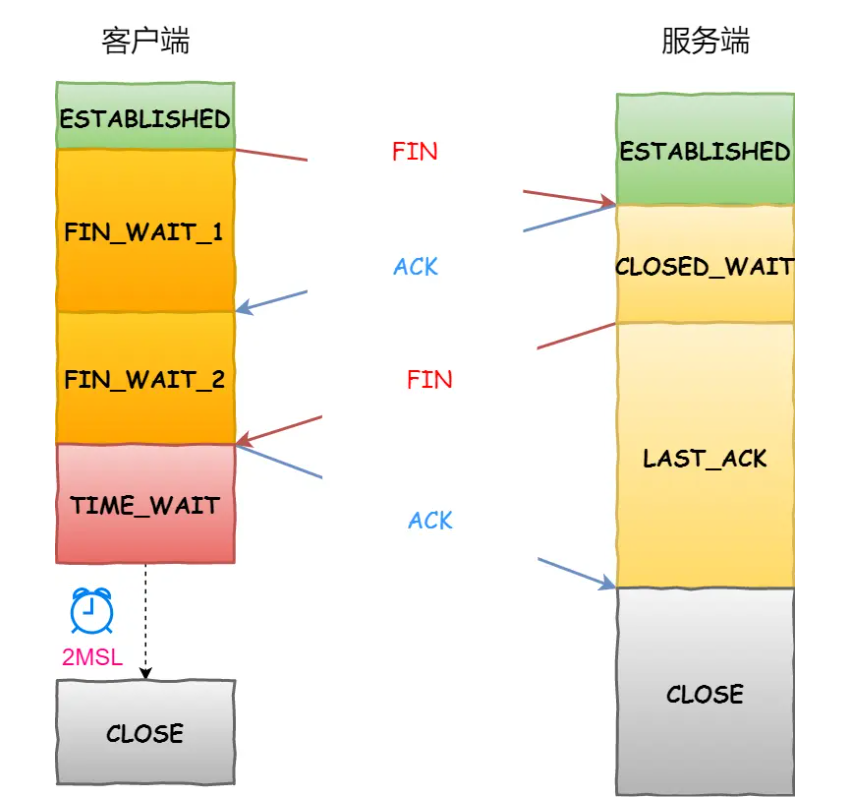 客户端
服务端
ESTABLISHED
FIN
ESTABLISHED
FIN_WAIT_1
ACK
CLOSED_WAIT
FIN_WAIT_2
FIN
LAST_ACK
TIME_WAIT
ACK
2MSL
CLOSE
CLOSE